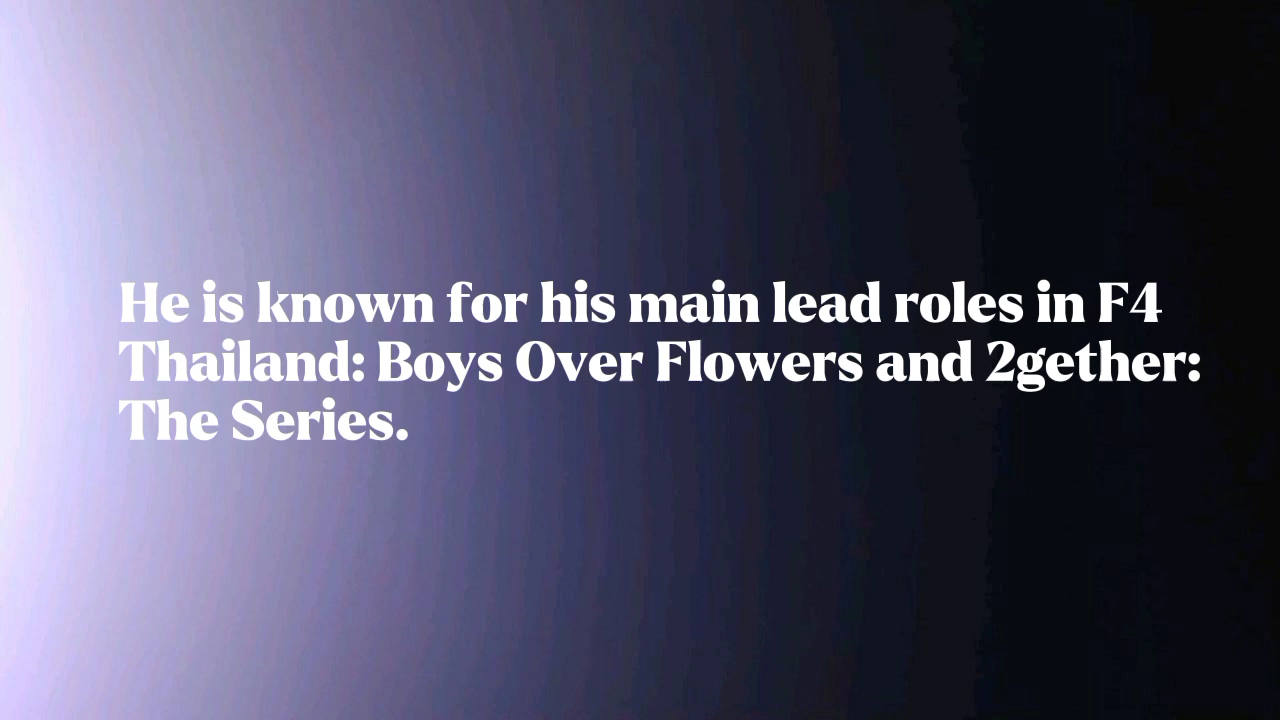 He is known for his main lead roles in F4
Thailand: Boys Over Flowers and 2gether:
The Series.